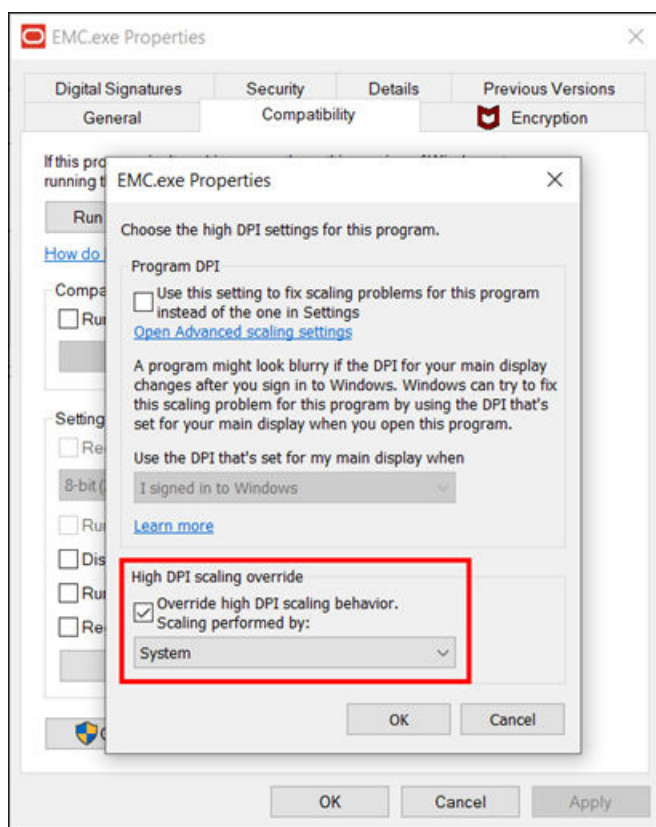 EMC.exe Properties
Digital Signatures Security Details Previous Versions
General Compatibility Encryption
If this
running
Run
How do
EMC.exe Properties
Choose the high DPI settings for this program.
Program DPI
Use this setting to fix scaling problems for this program
instead of the one in Settings
Open Advanced scaling settings
A program might look blurry if the DPI for your main display
changes after you sign in to Windows. Windows can try to fix
this scaling problem for this program by using the DPI that's
set for your main display when you open this program.
Use the DPI that's set for my main display when
I signed in to Windows
Learn more
High DPI scaling override
Override high DPI scaling behavior.
Scaling performed by:
System
OK Cancel
Compa
Setting
8-bit
OK Cancel Apply